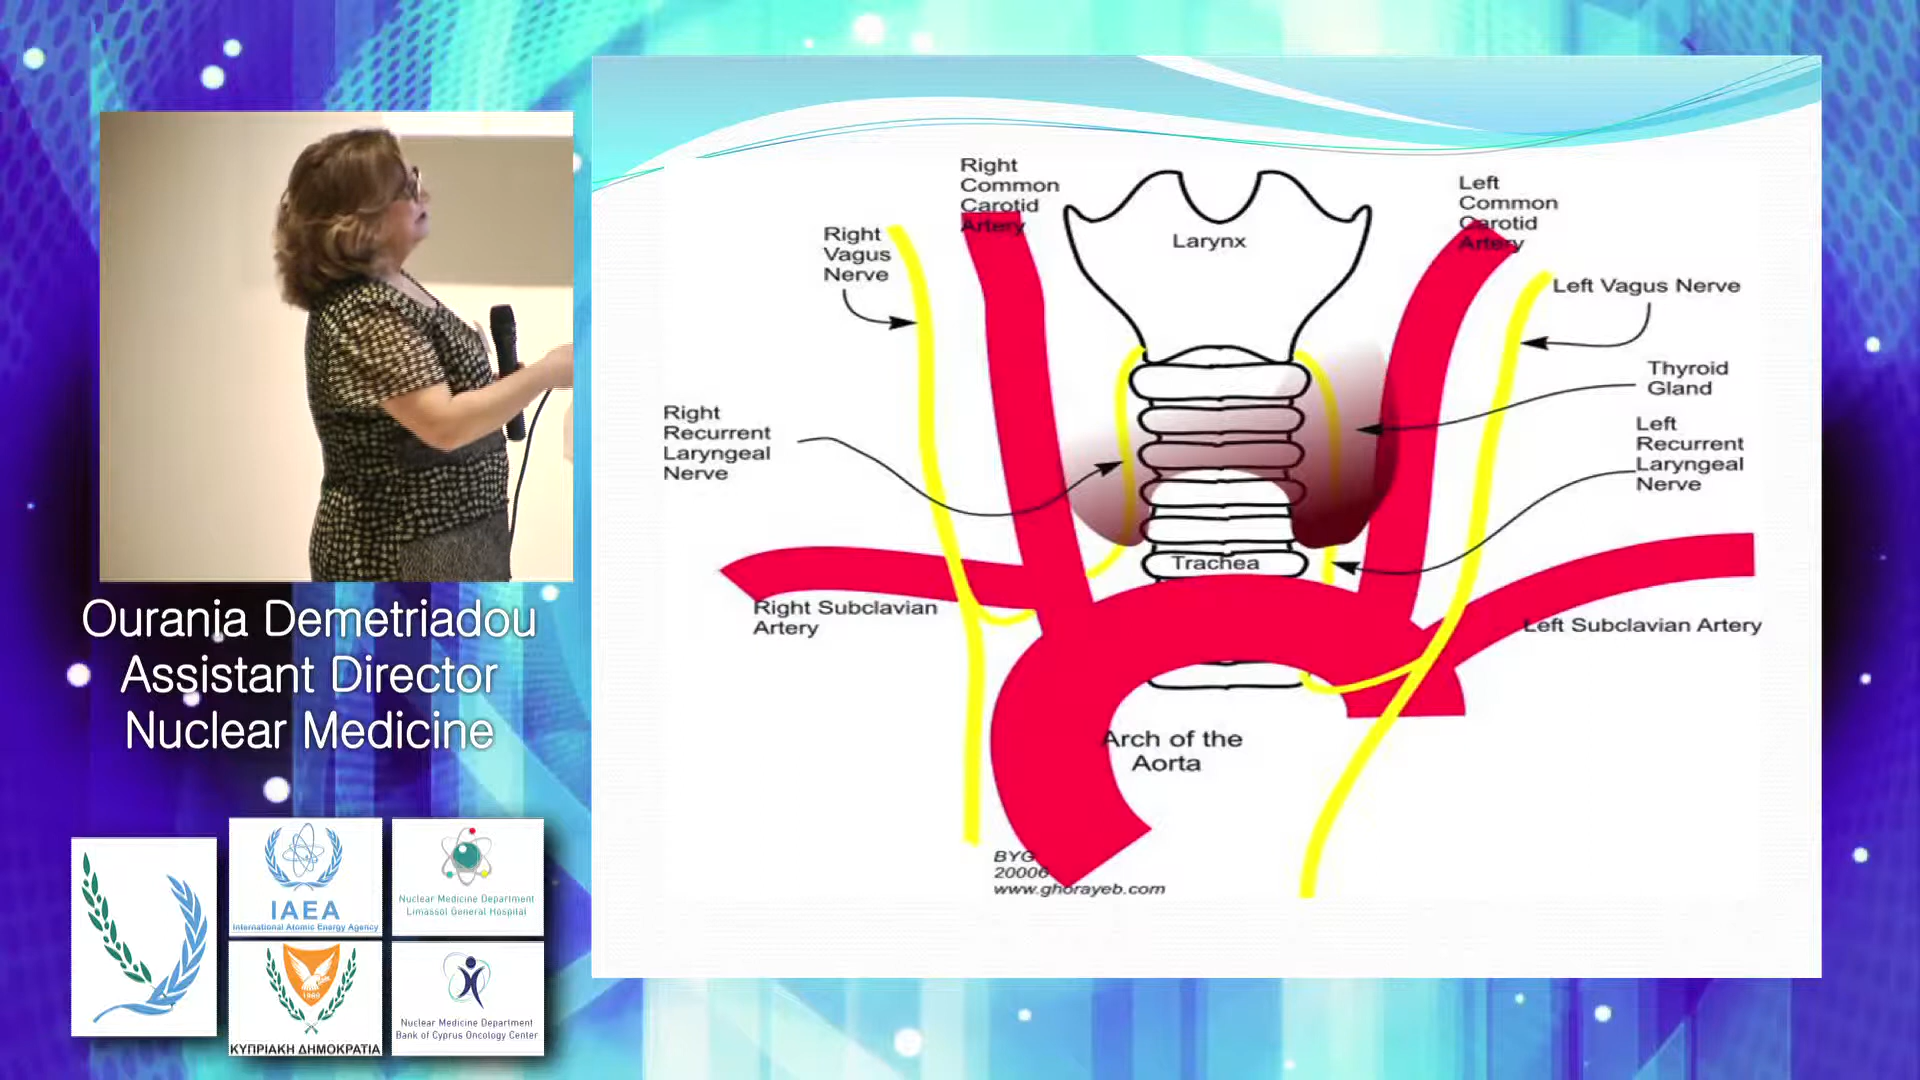 Right
Common
Carotid
Artery
Left
Common
Carotid
Artery
Larynx
Right
Vagus
Nerve
Left Vagus Nerve
Thyroid
Gland
Right
Recurrent
Laryngeal
Nerve
Left
Recurrent
Laryngeal
Nerve
Trachea
Right Subclavian
Artery
Left Subclavian Artery
Arch of the
Aorta
BYG
20006
www.ghorayeb.com
Ourania Demetriadou
Assistant Director
Nuclear Medicine
IAEA
International Atomic Energy Agency
Nuclear Medicine Department
Limassol General Hospital
1960
ΚΥΠΡΙΑΚΗ ΔΗΜΟΚΡΑΤΙΑ
Nuclear Medicine Department
Bank of Cyprus Oncology Center